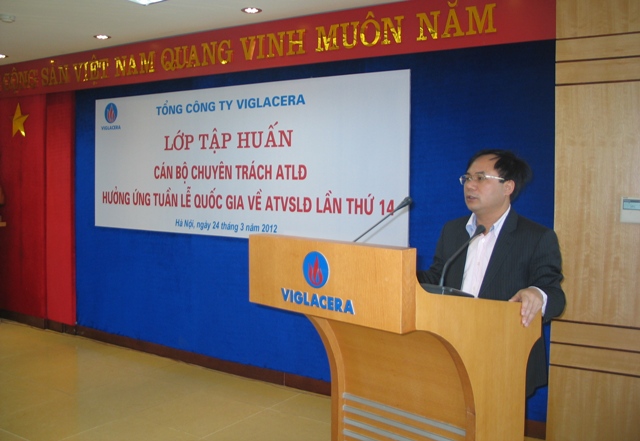 CỘNG SẢN VIỆT NAM QUANG VINH MUÔN NĂM
VIGLACERA
TỔNG CÔNG TY VIGLACERA
LỚP TẬP HUẤN
CÁN BỘ CHUYÊN TRÁCH ATLĐ
HƯỞNG ỨNG TUẦN LỄ QUỐC GIA VỀ ATVSLĐ LẦN THỨ 14
Hà Nội, ngày 24 tháng 3 năm 2012
VIGLACERA